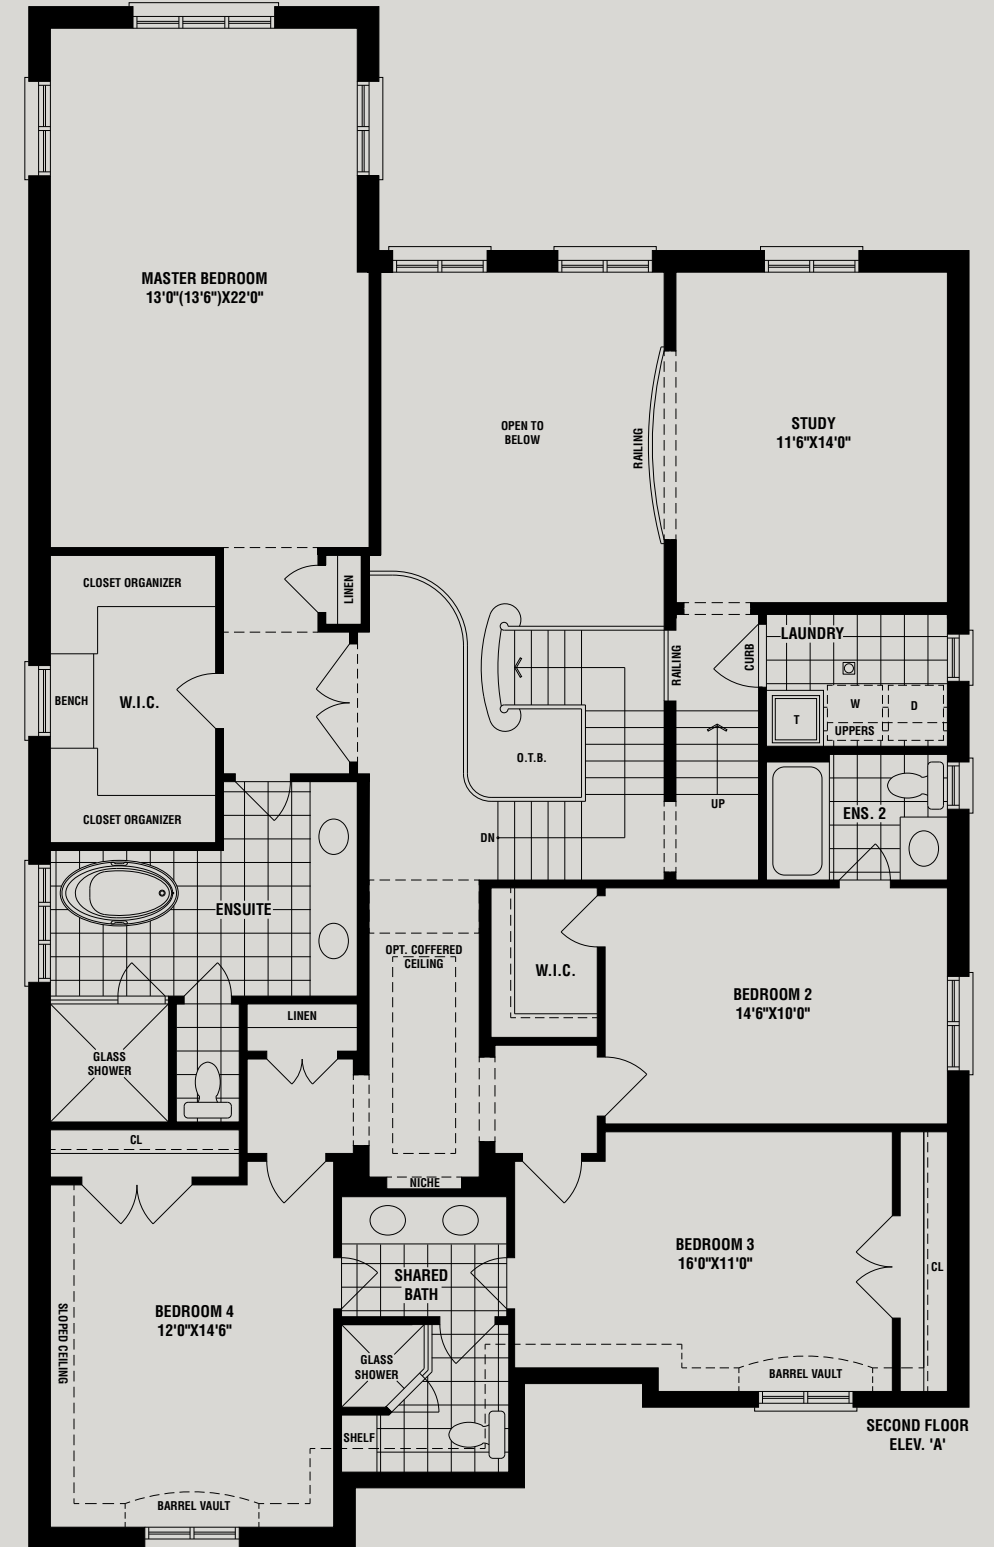 MASTER BEDROOM
13'0"(13'6")X22'0"
OPEN TO
BELOW
RAILING
STUDY
11'6"X14'0"
CLOSET ORGANIZER
LINEN
BENCH
W.I.C.
CLOSET ORGANIZER
RAILING
CURB
LAUNDRY
T
W
D
UPPERS
O.T.B.
UP
DN
ENS. 2
ENSUITE
OPT. COFFERED
CEILING
W.I.C.
BEDROOM 2
14'6"X10'0"
LINEN
GLASS
SHOWER
CL
NICHE
SHARED
BATH
BEDROOM 3
16'0"X11'0"
CL
SLOPED CEILING
BEDROOM 4
12'0"X14'6"
GLASS
SHOWER
SHELF
BARREL VAULT
BARREL VAULT
SECOND FLOOR
ELEV. 'A'